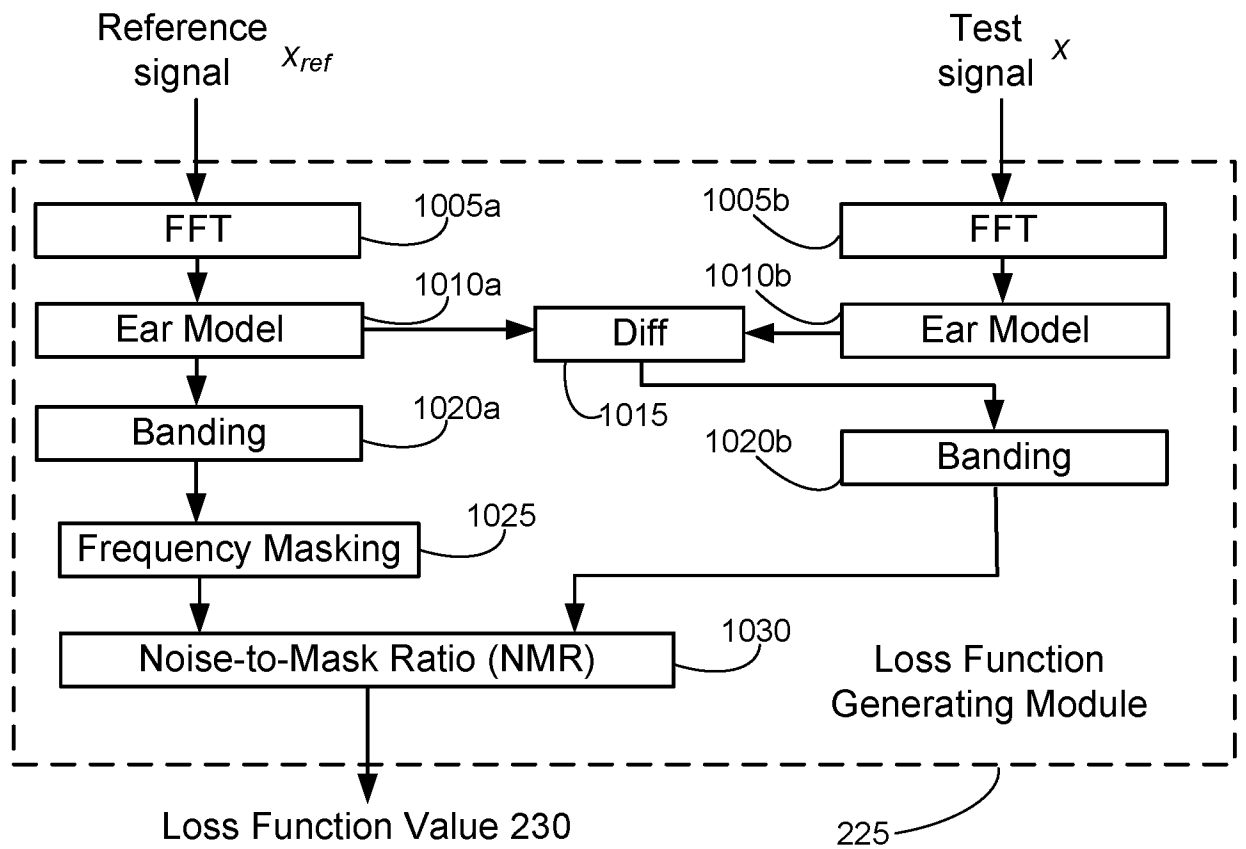 Reference
signal
x_ref
Test
signal
x
FFT
1005a
1005b
FFT
Ear Model
1010a
1010b
Ear Model
Diff
1015
Banding
1020a
1020b
Banding
Frequency Masking
1025
Noise-to-Mask Ratio (NMR)
1030
Loss Function
Generating Module
Loss Function Value 230
225